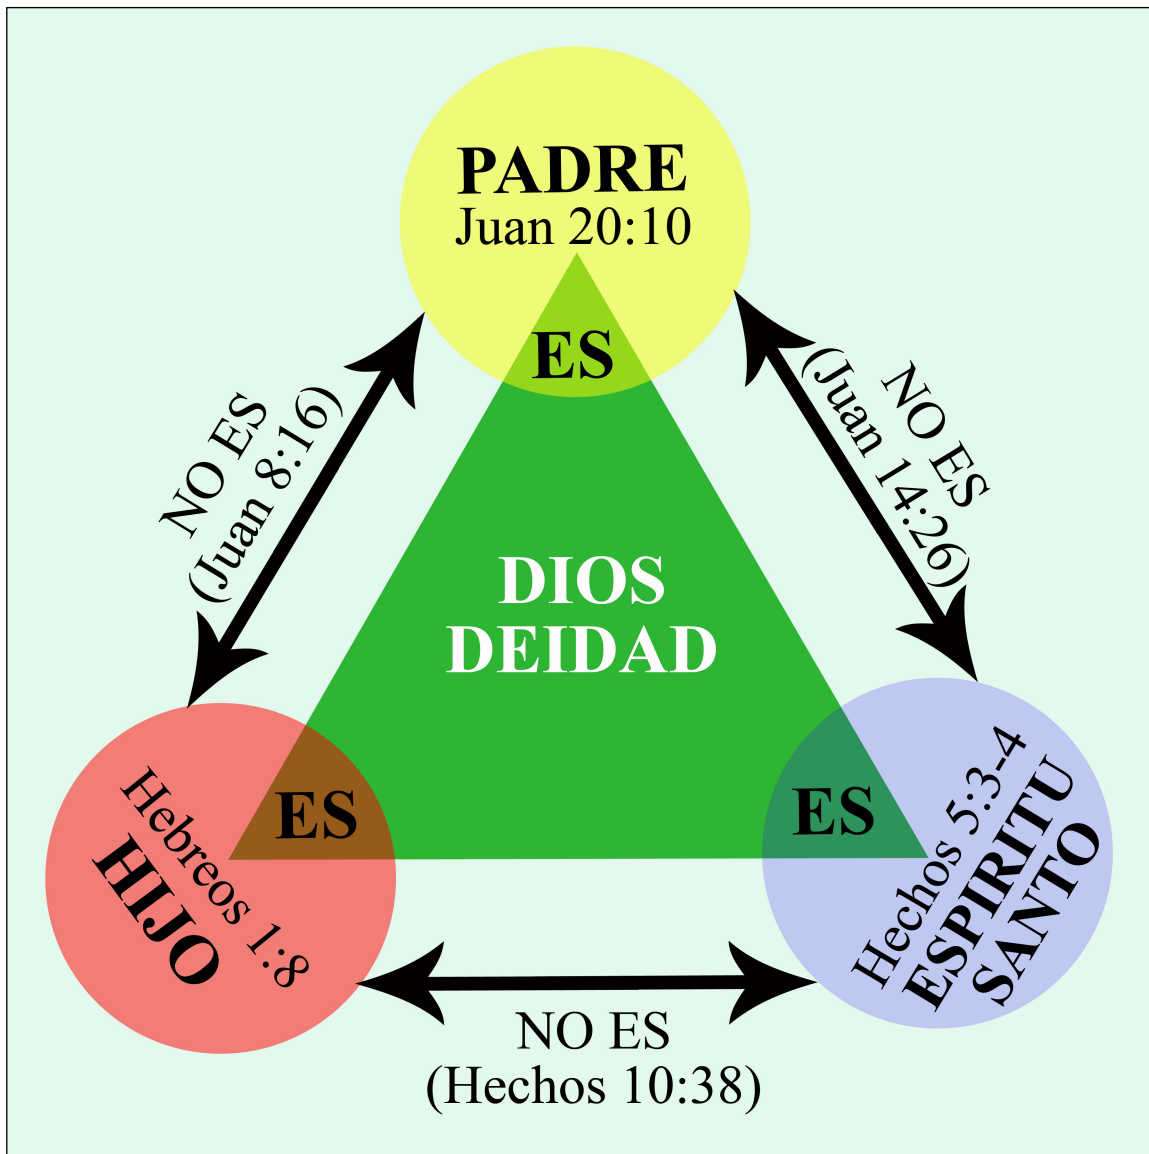 PADRE
Juan 20:10
ES
NO ES
(Juan 8:16)
NO ES
(Juan 14:26)
DIOS
DEIDAD
Hebreos 1:8
HIJO
ES
ES
Hechos 5:3-4
ESPIRITU
SANTO
NO ES
(Hechos 10:38)